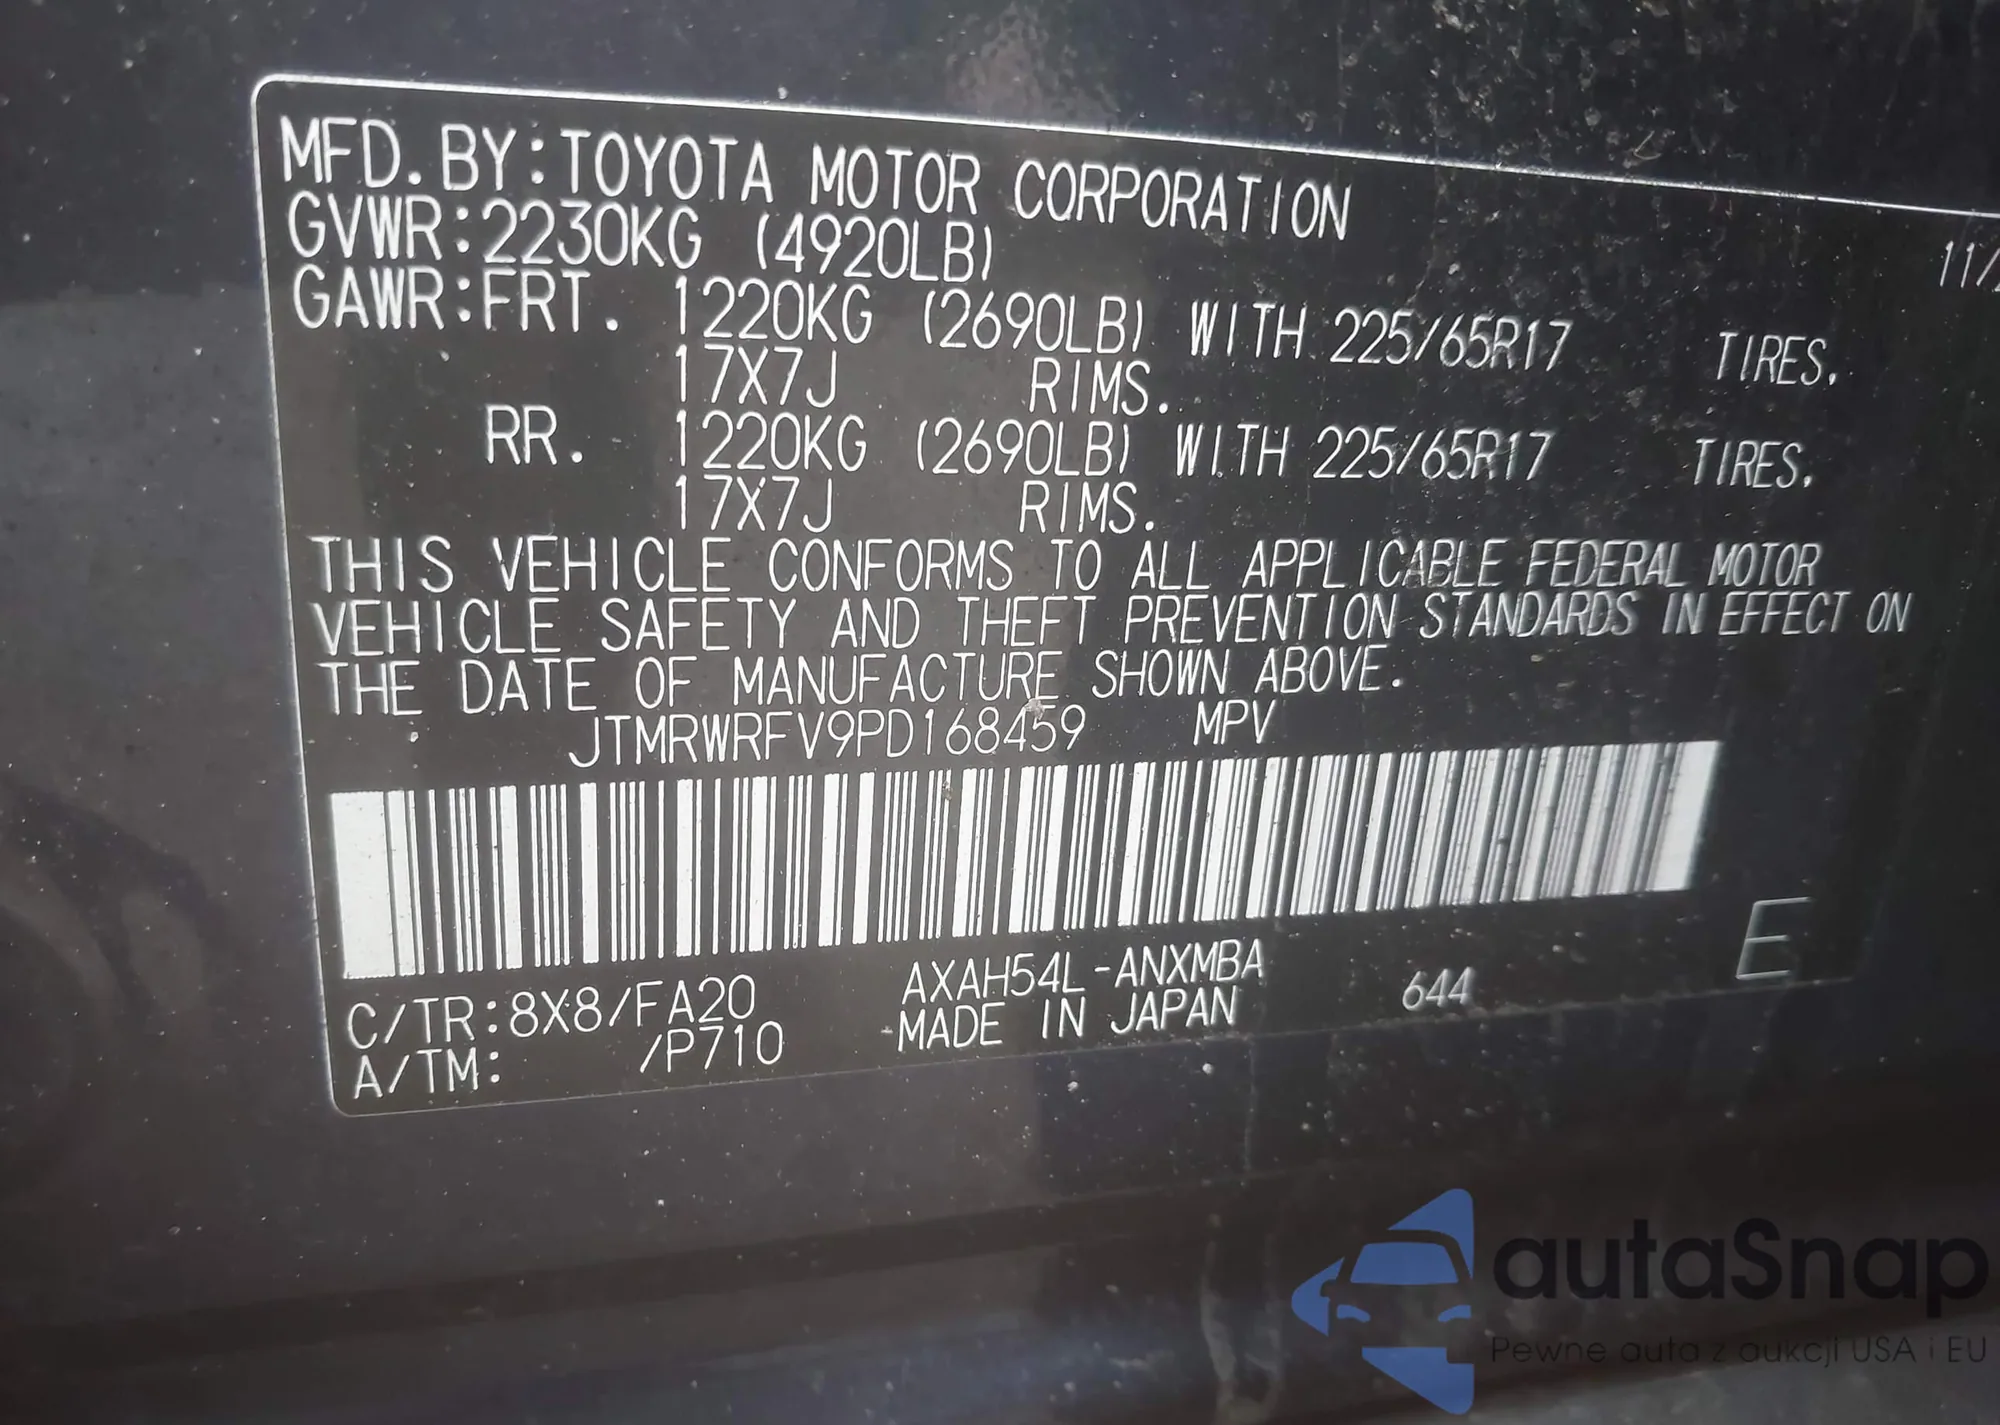 MFD. BY: TOYOTA MOTOR CORPORATION
11/
GVWR: 2230KG (4920LB)
GAWR: FRT. 1220KG (2690LB) WITH 225/65R17 TIRES.
17X7J RIMS.
RR. 1220KG (2690LB) WITH 225/65R17 TIRES.
17X7J RIMS.
THIS VEHICLE CONFORMS TO ALL APPLICABLE FEDERAL MOTOR
VEHICLE SAFETY AND THEFT PREVENTION STANDARDS IN EFFECT ON
THE DATE OF MANUFACTURE SHOWN ABOVE.
JTMRWRFV9PD168459 MPV
E
C/TR: 8X8/FA20 AXAH54L-ANXMBA 644
A/TM: /P710 MADE IN JAPAN
autaSnap
Pewne auta z aukcji USA i EU